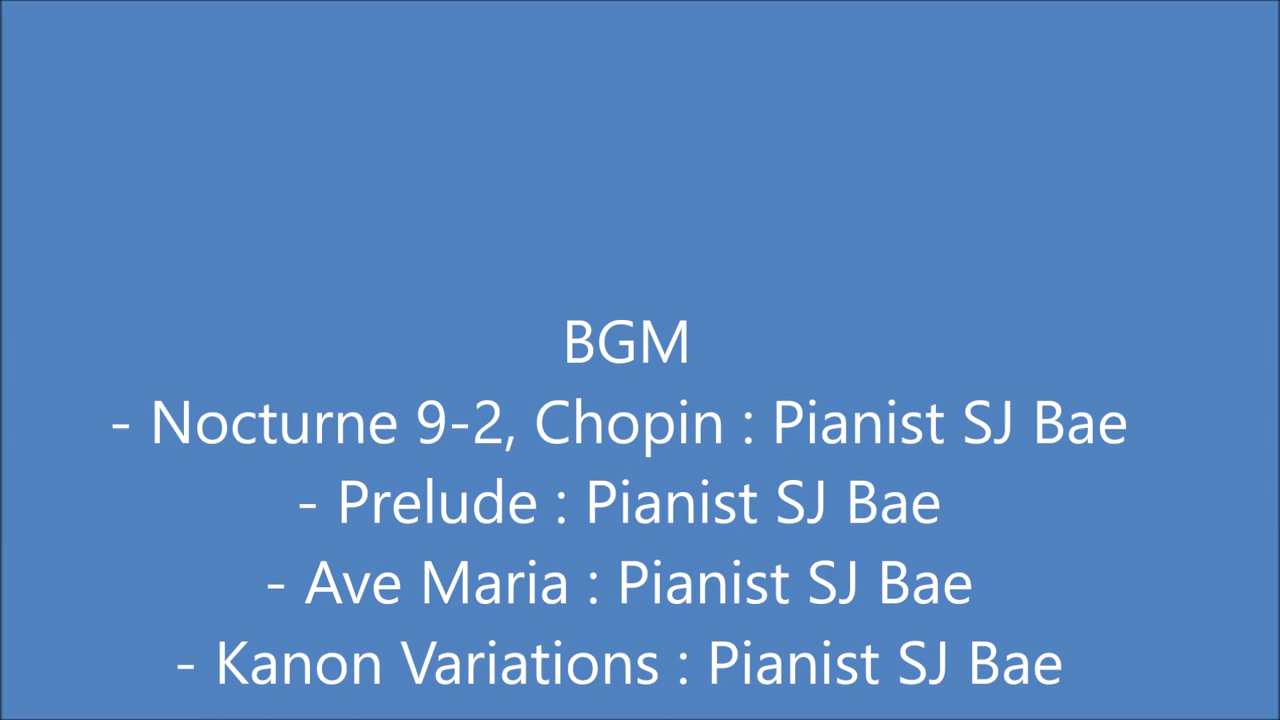 BGM
- Nocturne 9-2, Chopin : Pianist SJ Bae
- Prelude : Pianist SJ Bae
- Ave Maria : Pianist SJ Bae
- Kanon Variations : Pianist SJ Bae